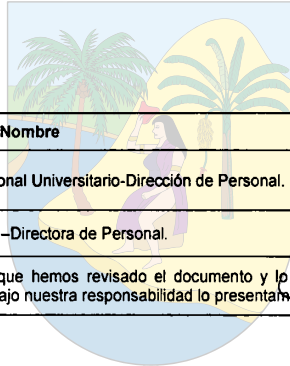 Nombre
onal Universitario-Dirección de Personal.
–Directora de Personal.
que hemos revisado el documento y lo
ajo nuestra responsabilidad lo presentam